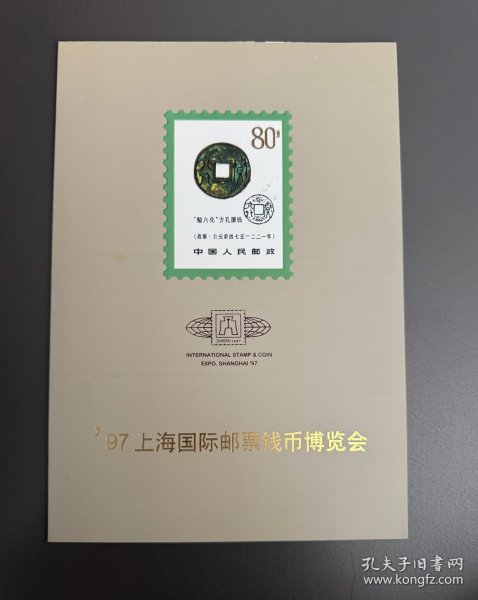 80分
"賹六化"方孔圜钱
(战国·公元前四七五—二二一年)
中国人民邮政
INTERNATIONAL STAMP & COIN
EXPO. SHANGHAI '97
'97上海国际邮票钱币博览会
孔夫子旧书网
www.kongfz.com